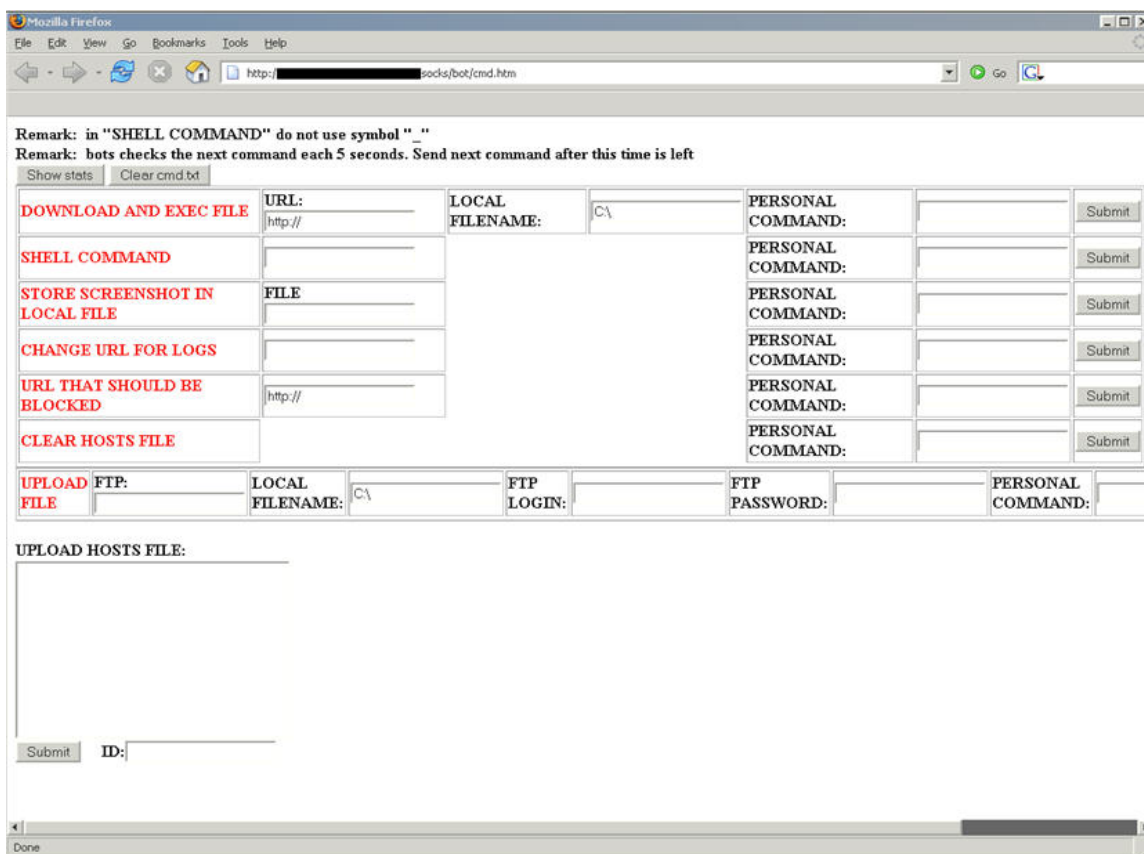 Mozilla Firefox
File Edit View Go Bookmarks Tools Help
http:/ socks/bot/cmd.htm Go G
Remark: in "SHELL COMMAND" do not use symbol "_"
Remark: bots checks the next command each 5 seconds. Send next command after this time is left
Show stats Clear cmd.txt
DOWNLOAD AND EXEC FILE URL: http:// LOCAL FILENAME: C:\ PERSONAL COMMAND: Submit
SHELL COMMAND PERSONAL COMMAND: Submit
STORE SCREENSHOT IN LOCAL FILE FILE PERSONAL COMMAND: Submit
CHANGE URL FOR LOGS PERSONAL COMMAND: Submit
URL THAT SHOULD BE BLOCKED http:// PERSONAL COMMAND: Submit
CLEAR HOSTS FILE PERSONAL COMMAND: Submit
UPLOAD FILE FTP: LOCAL FILENAME: C:\ FTP LOGIN: FTP PASSWORD: PERSONAL COMMAND:
UPLOAD HOSTS FILE:
Submit ID:
Done